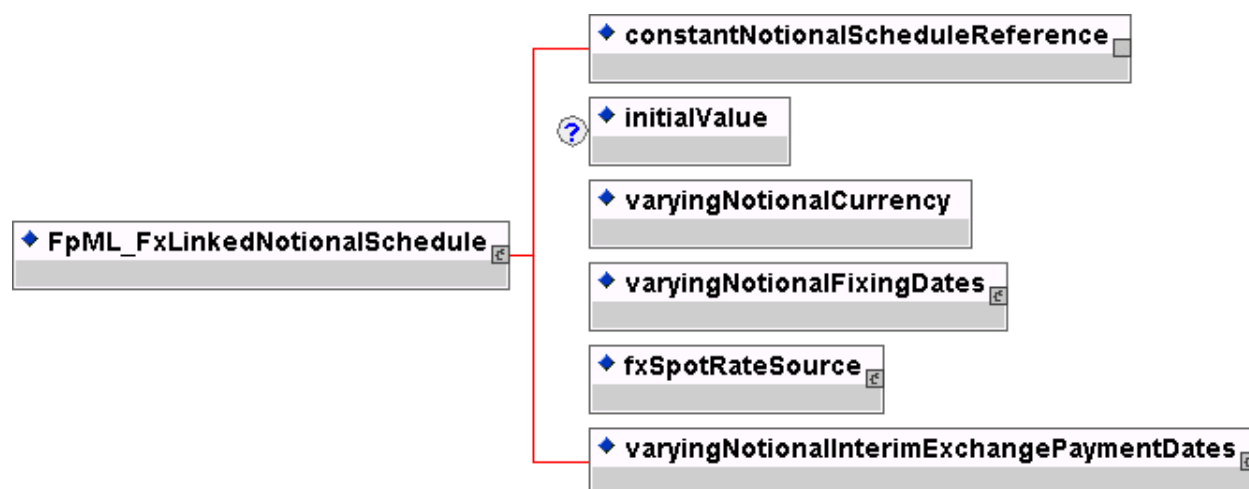 constantNotionalScheduleReference
? initialValue
varyingNotionalCurrency
FpML_FxLinkedNotionalSchedule
varyingNotionalFixingDates
fxSpotRateSource
varyingNotionalInterimExchangePaymentDates